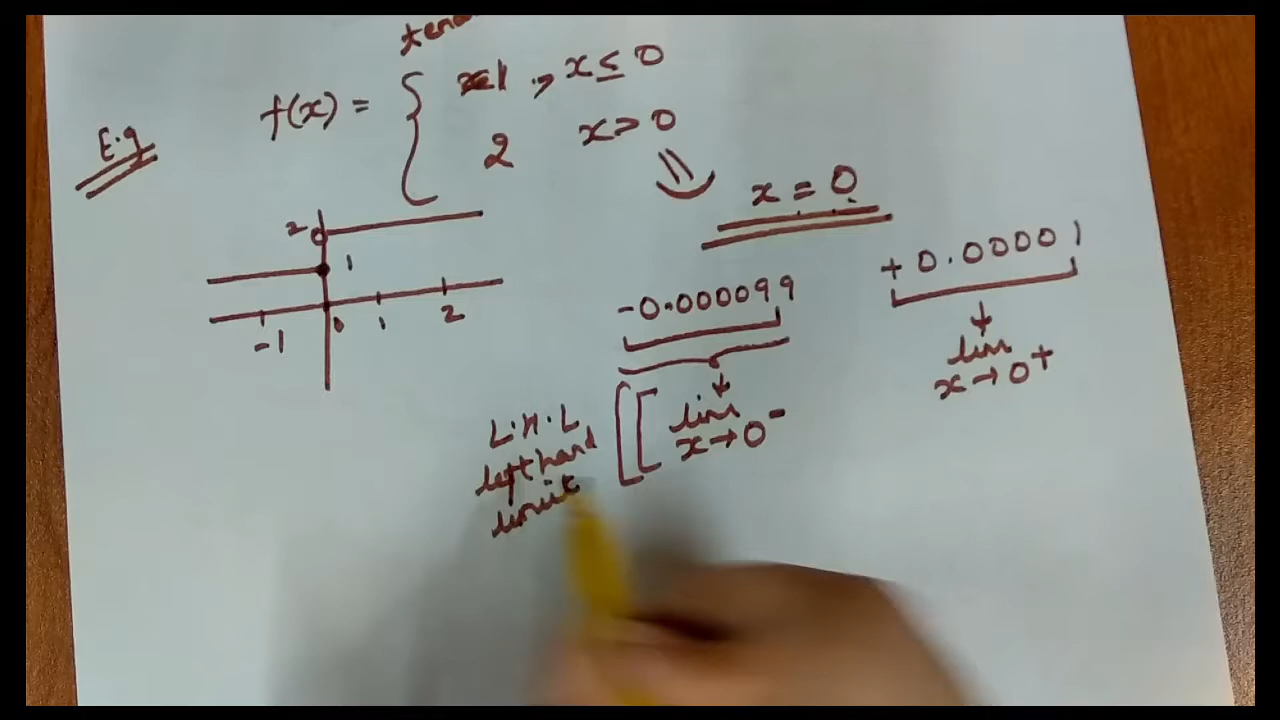 E.g
f(x) = { 1 , x ≤ 0
2 x > 0
x = 0
2
1
-1 0 1 2
-0.000099
+0.00001
lim
x→0⁻
lim
x→0+
L.H.L
left hand
limit